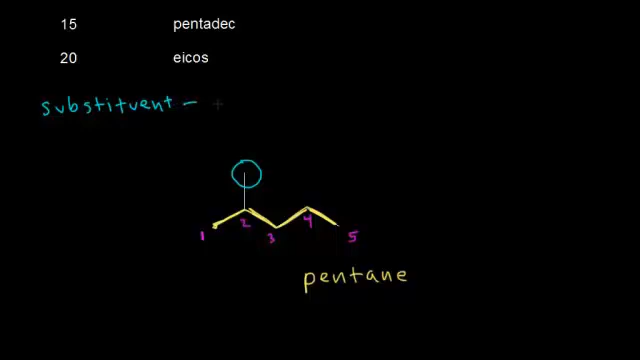 15 pentadec
20 eicos
substituent -
1 2 3 4 5
pentane